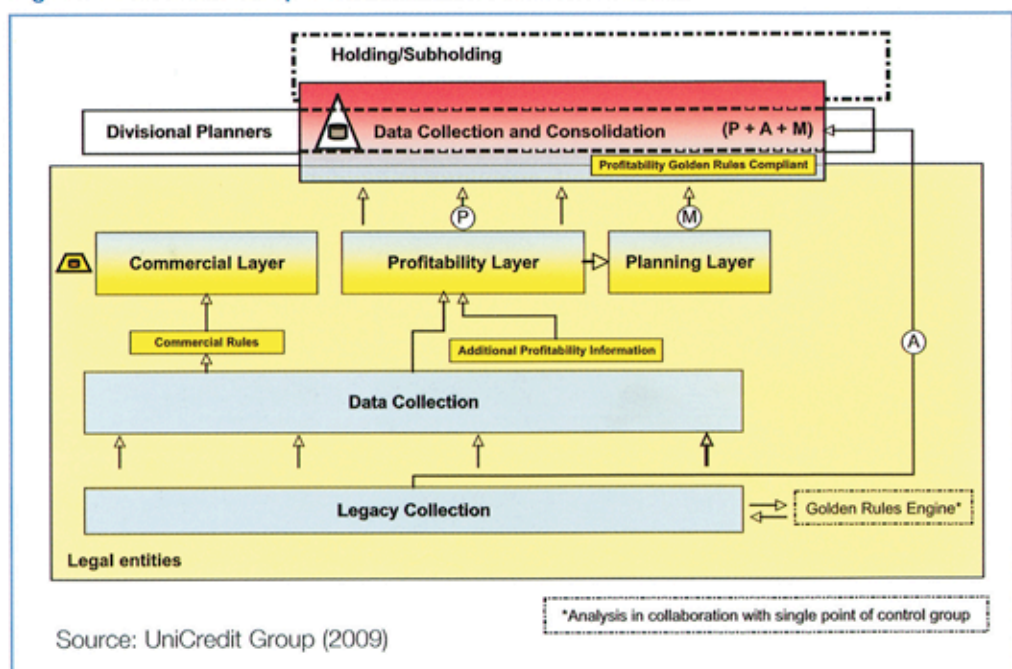 Holding/Subholding
Divisional Planners
Data Collection and Consolidation
(P + A + M)
Profitability Golden Rules Compliant
P
M
Commercial Layer
Profitability Layer
Planning Layer
Commercial Rules
Additional Profitability Information
A
Data Collection
Legacy Collection
Golden Rules Engine*
Legal entities
*Analysis in collaboration with single point of control group
Source: UniCredit Group (2009)